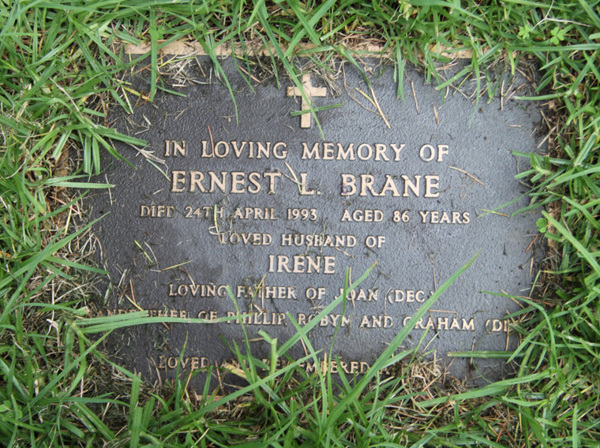 IN LOVING MEMORY OF
ERNEST L. BRANE
DIED 24TH APRIL 1993 AGED 86 YEARS
LOVED HUSBAND OF
IRENE
LOVING FATHER OF JOAN (DEC.)
OF PHILLIP, ROBYN AND GRAHAM
LOVED